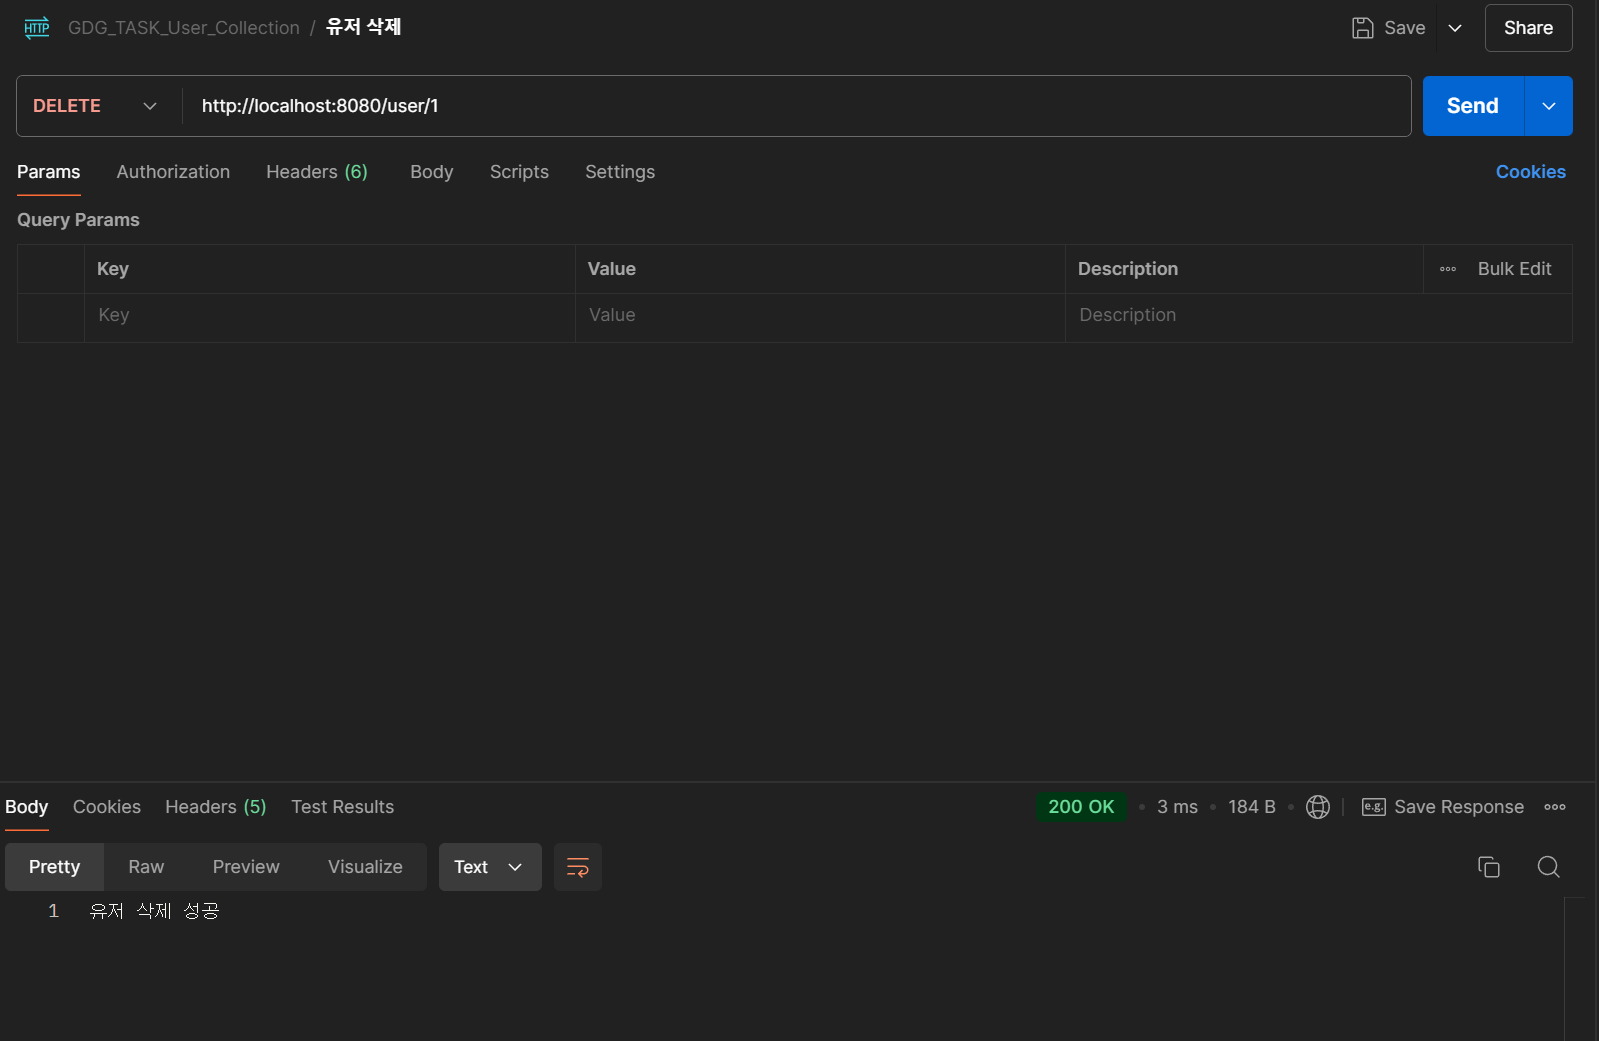 HTTP GDG_TASK_User_Collection / 유저 삭제 Save Share
DELETE http://localhost:8080/user/1 Send
Params Authorization Headers (6) Body Scripts Settings Cookies
Query Params
Key Value Description Bulk Edit
Key Value Description
Body Cookies Headers (5) Test Results 200 OK • 3 ms • 184 B • e.g. Save Response
Pretty Raw Preview Visualize Text
1 유저 삭제 성공